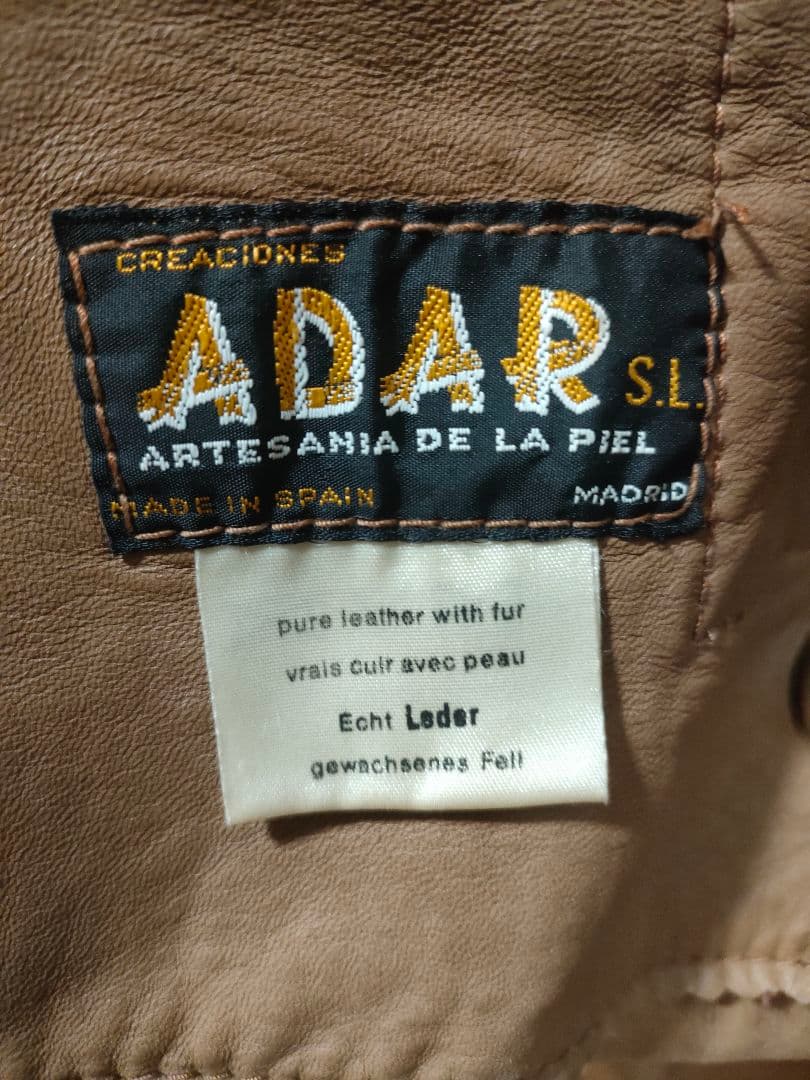 CREACIONES
ADAR S.L.
ARTESANIA DE LA PIEL
MADE IN SPAIN MADRID
pure leather with fur
vrais cuir avec peau
Echt Leder
gewachsenes Fell